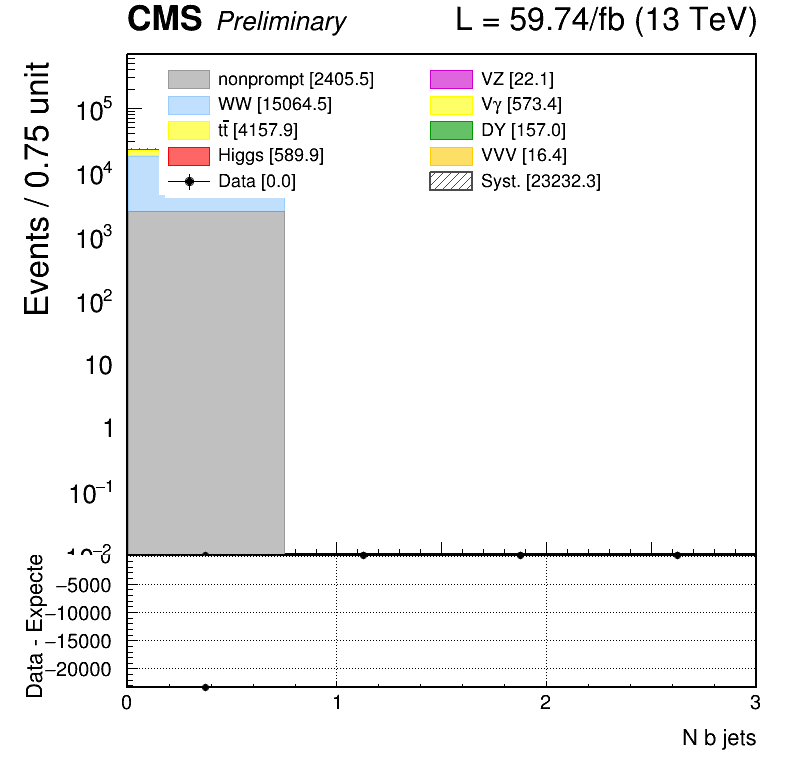 CMS Preliminary L = 59.74/fb (13 TeV)
Events / 0.75 unit
nonprompt [2405.5]
WW [15064.5]
tt̄ [4157.9]
Higgs [589.9]
Data [0.0]
VZ [22.1]
Vγ [573.4]
DY [157.0]
VVV [16.4]
Syst. [23232.3]
10⁵
10⁴
10³
10²
10
1
10⁻¹
10⁻²
Data - Expecte
0
−5000
−10000
−15000
−20000
0 1 2 3
N b jets